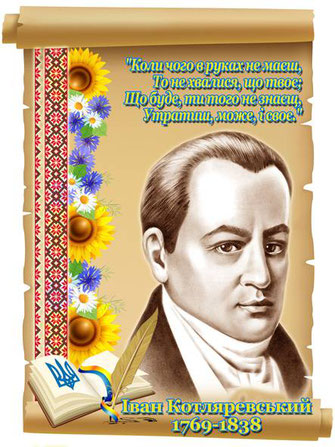 "Коли чого в руках не маєш,
То не хвалися, що твоє;
Що буде, ти того не знаєш,
Утратиш, може, і своє."
Іван Котляревський
1769-1838